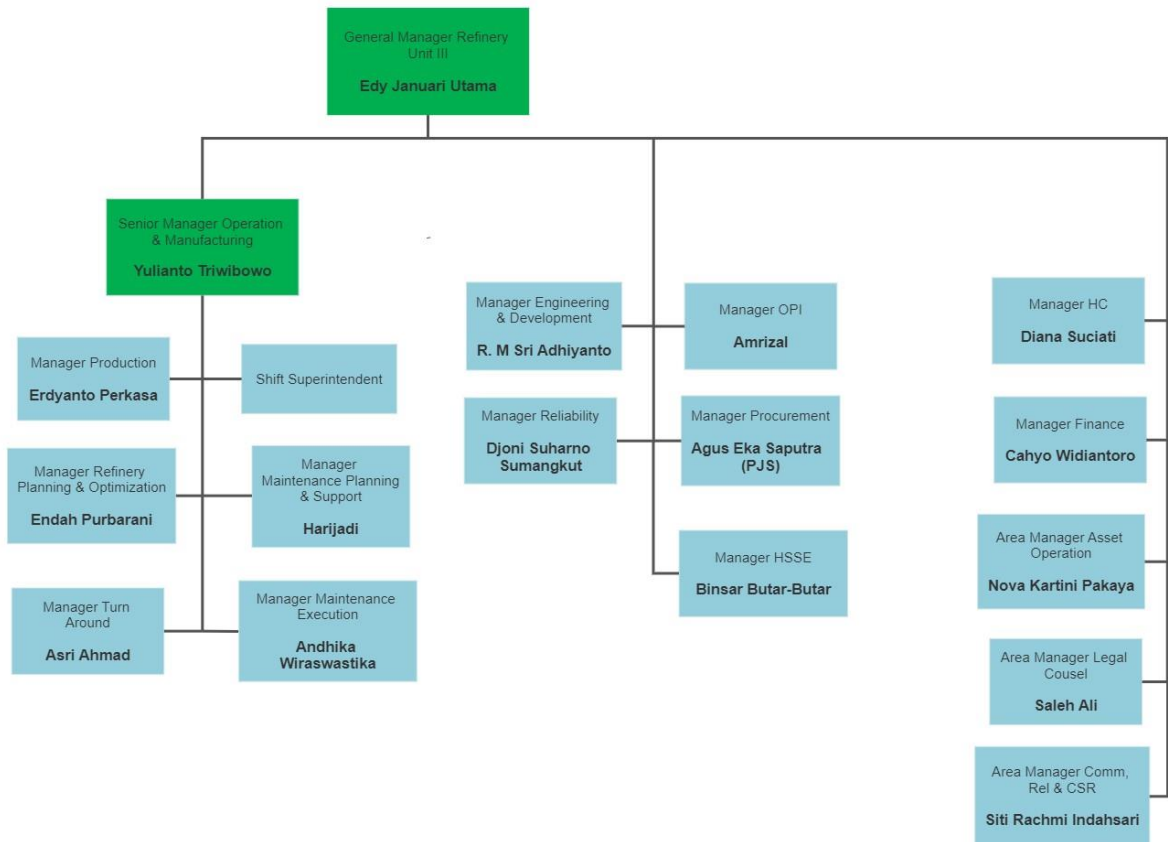 General Manager Refinery
Unit III
Edy Januari Utama
Senior Manager Operation
& Manufacturing
Yulianto Triwibowo
Manager Production
Erdyanto Perkasa
Shift Superintendent
Manager Refinery
Planning & Optimization
Endah Purbarani
Manager
Maintenance Planning
& Support
Harijadi
Manager Turn
Around
Asri Ahmad
Manager Maintenance
Execution
Andhika
Wiraswastika
Manager Engineering
& Development
R. M Sri Adhiyanto
Manager OPI
Amrizal
Manager Reliability
Djoni Suharno
Sumangkut
Manager Procurement
Agus Eka Saputra
(PJS)
Manager HSSE
Binsar Butar-Butar
Manager HC
Diana Suciati
Manager Finance
Cahyo Widiantoro
Area Manager Asset
Operation
Nova Kartini Pakaya
Area Manager Legal
Cousel
Saleh Ali
Area Manager Comm,
Rel & CSR
Siti Rachmi Indahsari